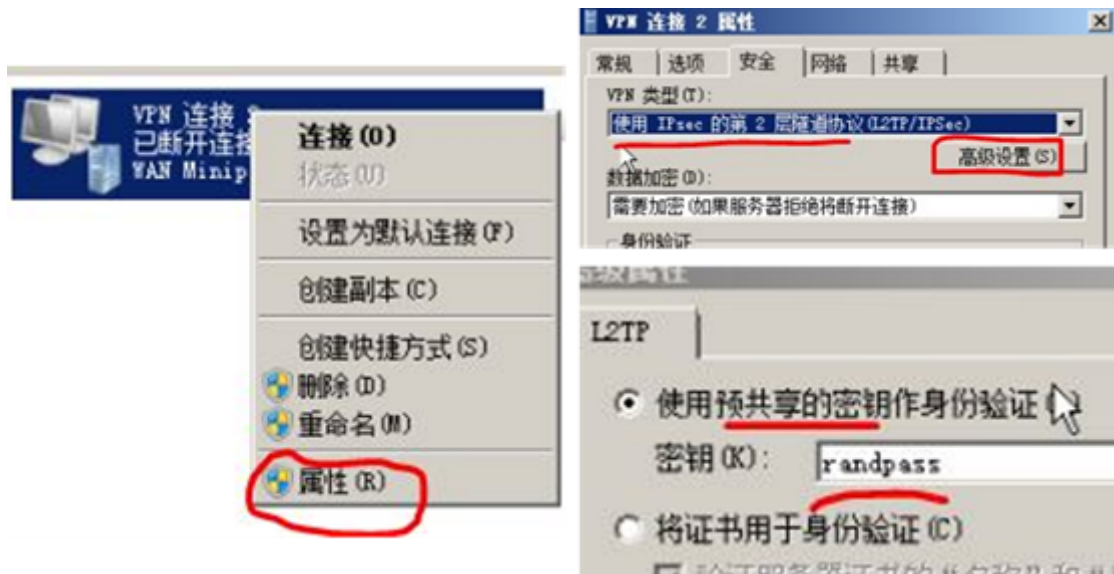 VPN 连接
已断开连接
WAN Minip
连接(O)
状态(U)
设置为默认连接(F)
创建副本(C)
创建快捷方式(S)
删除(D)
重命名(M)
属性(R)
VPN 连接 2 属性
常规 选项 安全 网络 共享
VPN 类型(T):
使用 IPsec 的第 2 层隧道协议(L2TP/IPSec)
高级设置(S)
数据加密(D):
需要加密(如果服务器拒绝将断开连接)
身份验证
高级属性
L2TP
使用预共享的密钥作身份验证
密钥(K):
randpass
将证书用于身份验证(C)